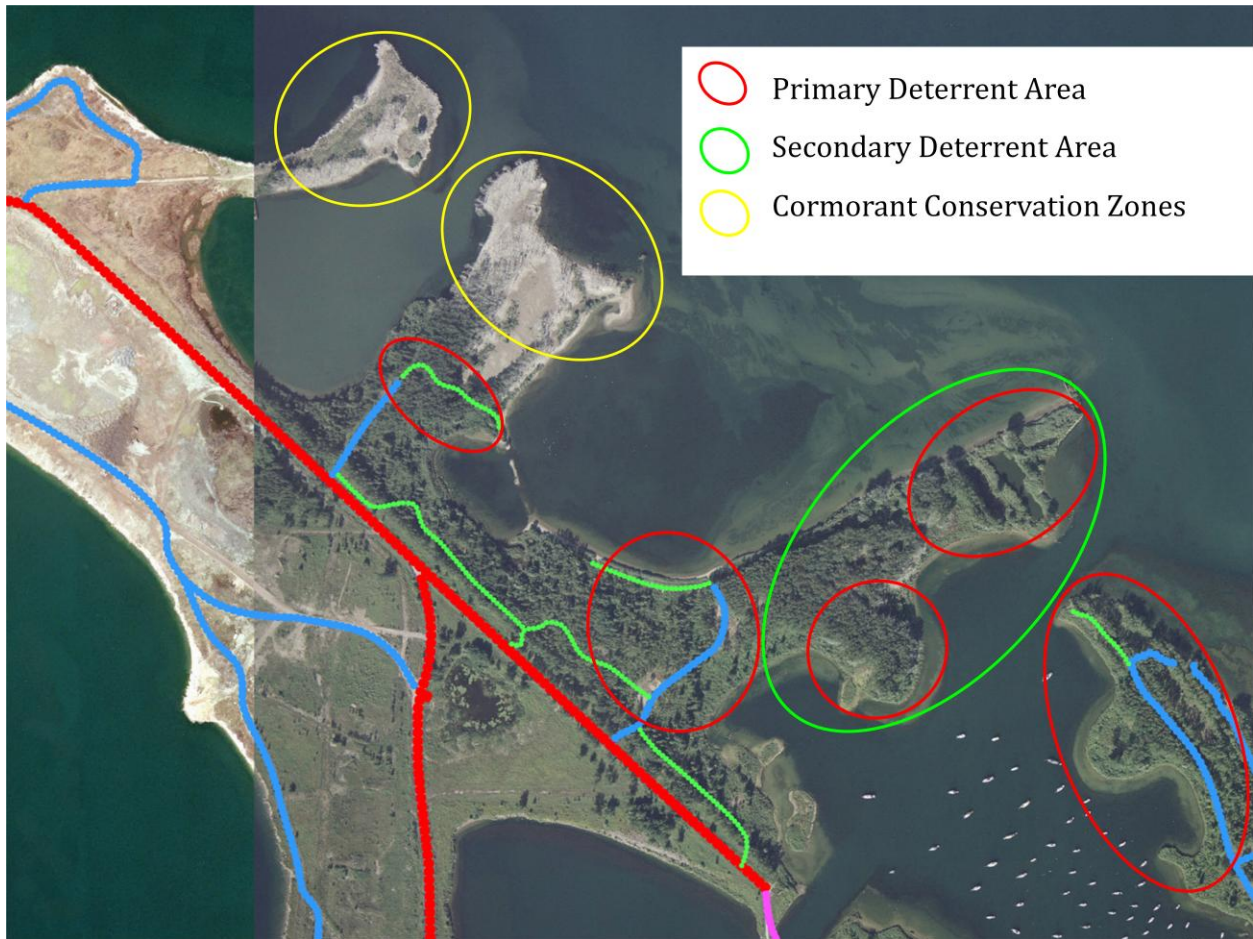 Primary Deterrent Area
Secondary Deterrent Area
Cormorant Conservation Zones